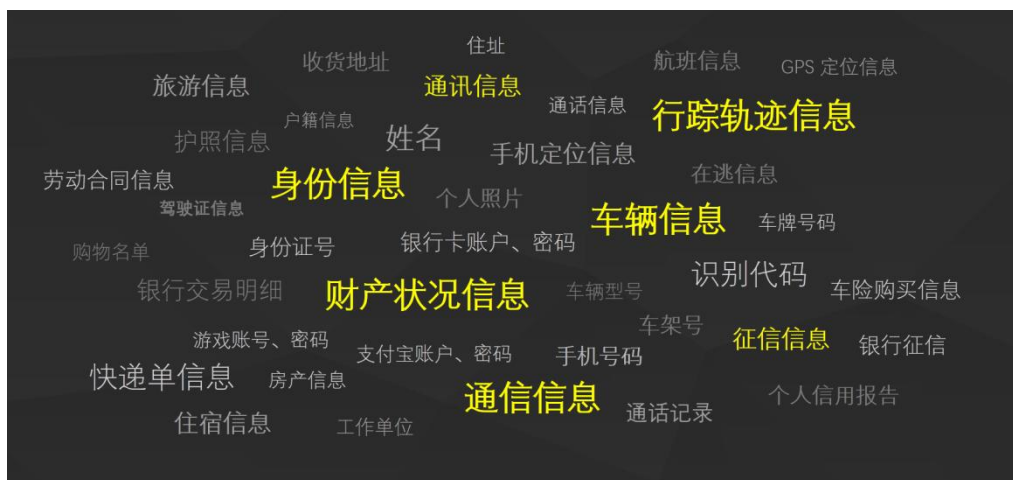 住址
收货地址
航班信息
GPS 定位信息
旅游信息
通讯信息
通话信息
行踪轨迹信息
户籍信息
护照信息
姓名
手机定位信息
在逃信息
劳动合同信息
身份信息
个人照片
驾驶证信息
车辆信息
车牌号码
购物名单
身份证号
银行卡账户、密码
识别代码
银行交易明细
财产状况信息
车辆型号
车险购买信息
车架号
游戏账号、密码
支付宝账户、密码
手机号码
征信信息
银行征信
快递单信息
房产信息
通信信息
个人信用报告
通话记录
住宿信息
工作单位